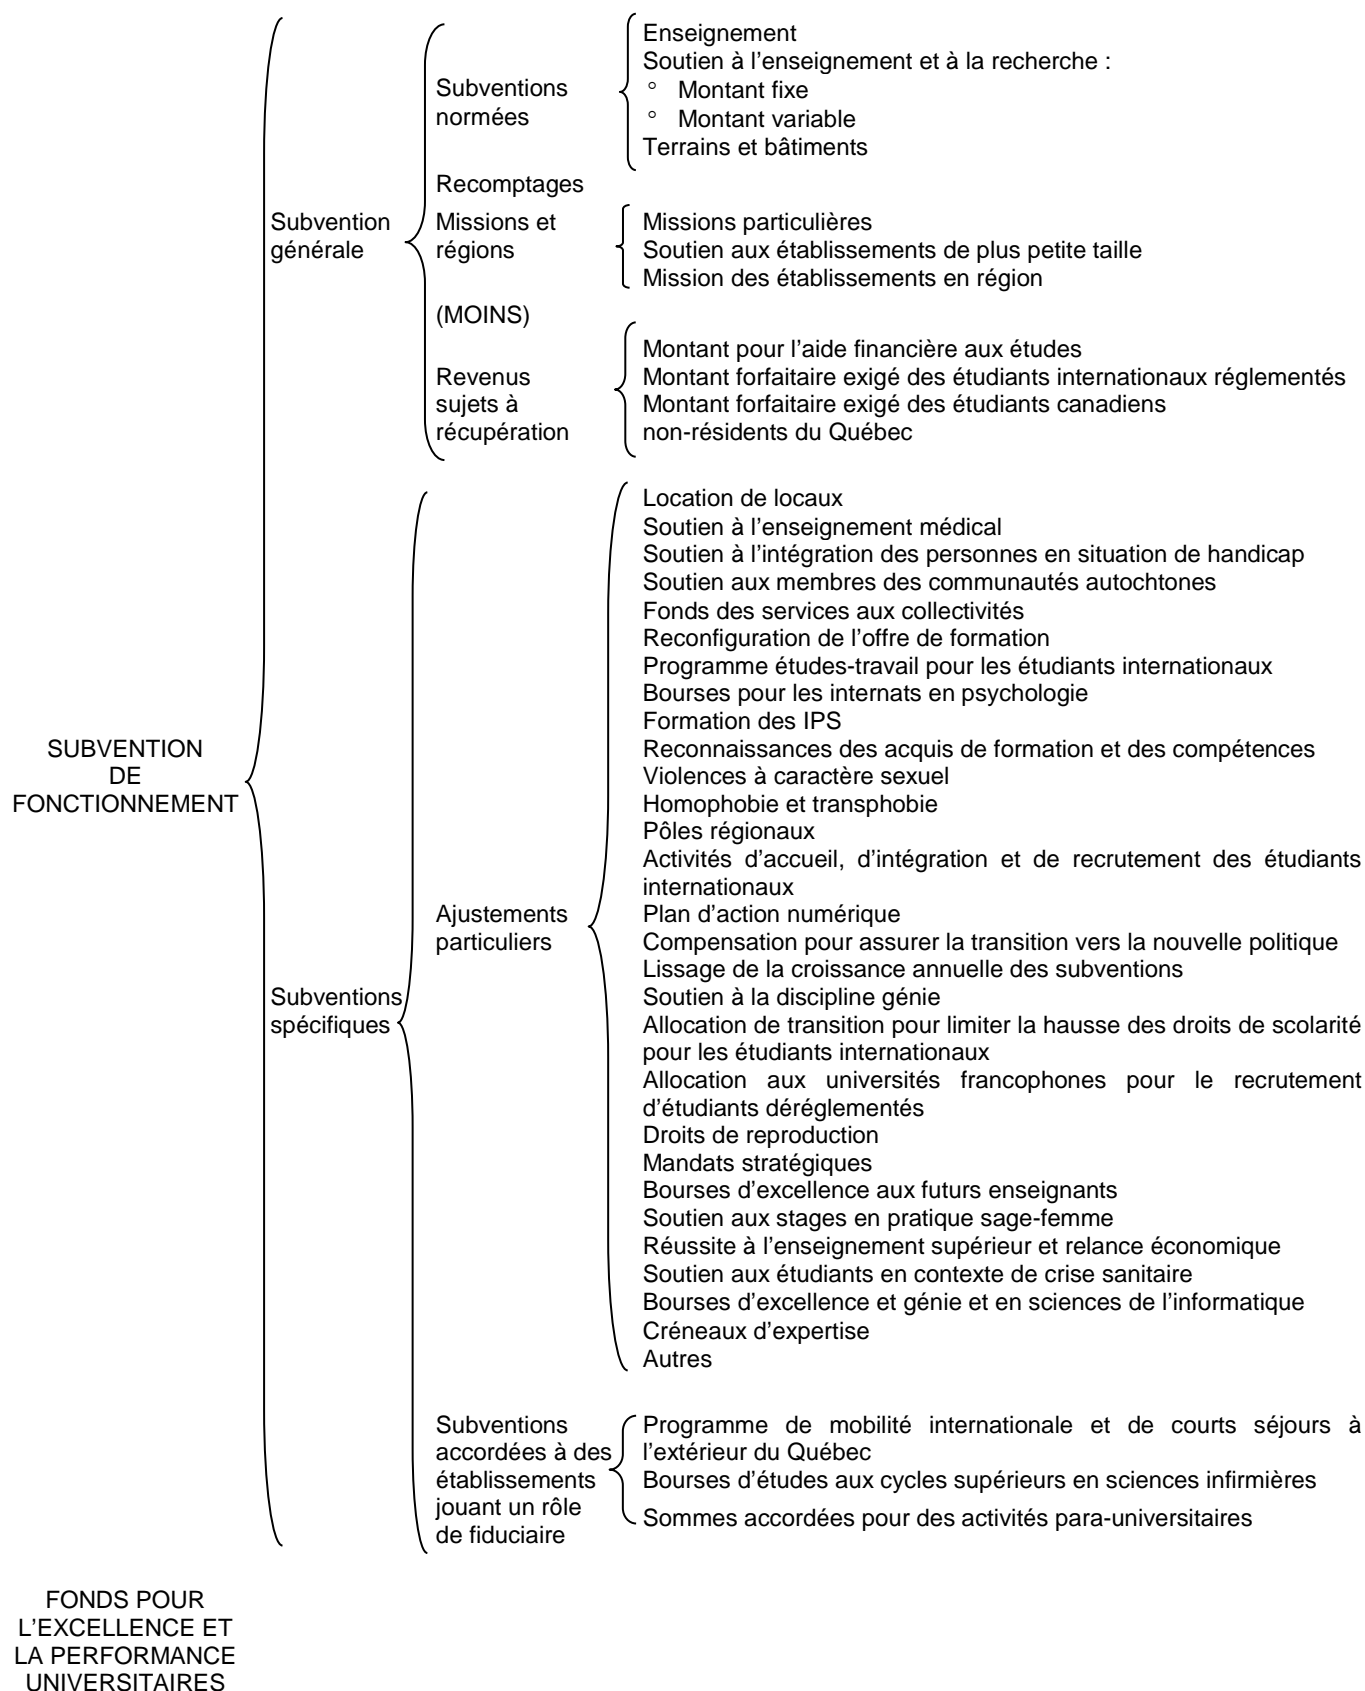 Enseignement
Soutien à l’enseignement et à la recherche :
Subventions
normées
° Montant fixe
° Montant variable
Terrains et bâtiments
Recomptages
Subvention
générale
Missions et
régions
Missions particulières
Soutien aux établissements de plus petite taille
Mission des établissements en région
(MOINS)
Revenus
sujets à
récupération
Montant pour l’aide financière aux études
Montant forfaitaire exigé des étudiants internationaux réglementés
Montant forfaitaire exigé des étudiants canadiens
non-résidents du Québec
SUBVENTION
DE
FONCTIONNEMENT
Subventions
spécifiques
Ajustements
particuliers
Location de locaux
Soutien à l’enseignement médical
Soutien à l’intégration des personnes en situation de handicap
Soutien aux membres des communautés autochtones
Fonds des services aux collectivités
Reconfiguration de l’offre de formation
Programme études-travail pour les étudiants internationaux
Bourses pour les internats en psychologie
Formation des IPS
Reconnaissances des acquis de formation et des compétences
Violences à caractère sexuel
Homophobie et transphobie
Pôles régionaux
Activités d’accueil, d’intégration et de recrutement des étudiants
internationaux
Plan d’action numérique
Compensation pour assurer la transition vers la nouvelle politique
Lissage de la croissance annuelle des subventions
Soutien à la discipline génie
Allocation de transition pour limiter la hausse des droits de scolarité
pour les étudiants internationaux
Allocation aux universités francophones pour le recrutement
d’étudiants déréglementés
Droits de reproduction
Mandats stratégiques
Bourses d’excellence aux futurs enseignants
Soutien aux stages en pratique sage-femme
Réussite à l’enseignement supérieur et relance économique
Soutien aux étudiants en contexte de crise sanitaire
Bourses d’excellence et génie et en sciences de l’informatique
Créneaux d’expertise
Autres
Subventions
accordées à des
établissements
jouant un rôle
de fiduciaire
Programme de mobilité internationale et de courts séjours à
l’extérieur du Québec
Bourses d’études aux cycles supérieurs en sciences infirmières
Sommes accordées pour des activités para-universitaires
FONDS POUR
L’EXCELLENCE ET
LA PERFORMANCE
UNIVERSITAIRES